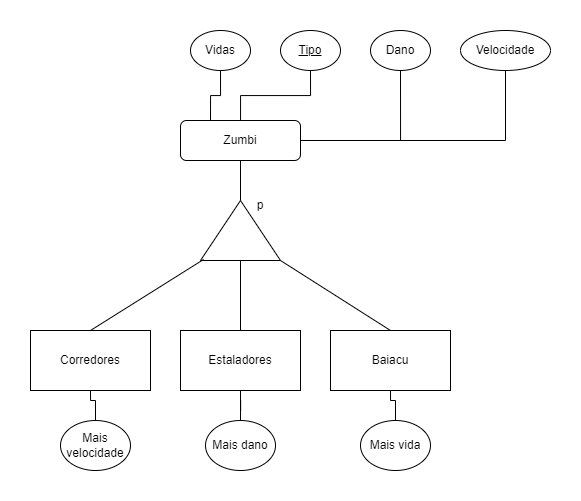 Vidas
Tipo
Dano
Velocidade
Zumbi
p
Corredores
Estaladores
Baiacu
Mais
velocidade
Mais dano
Mais vida